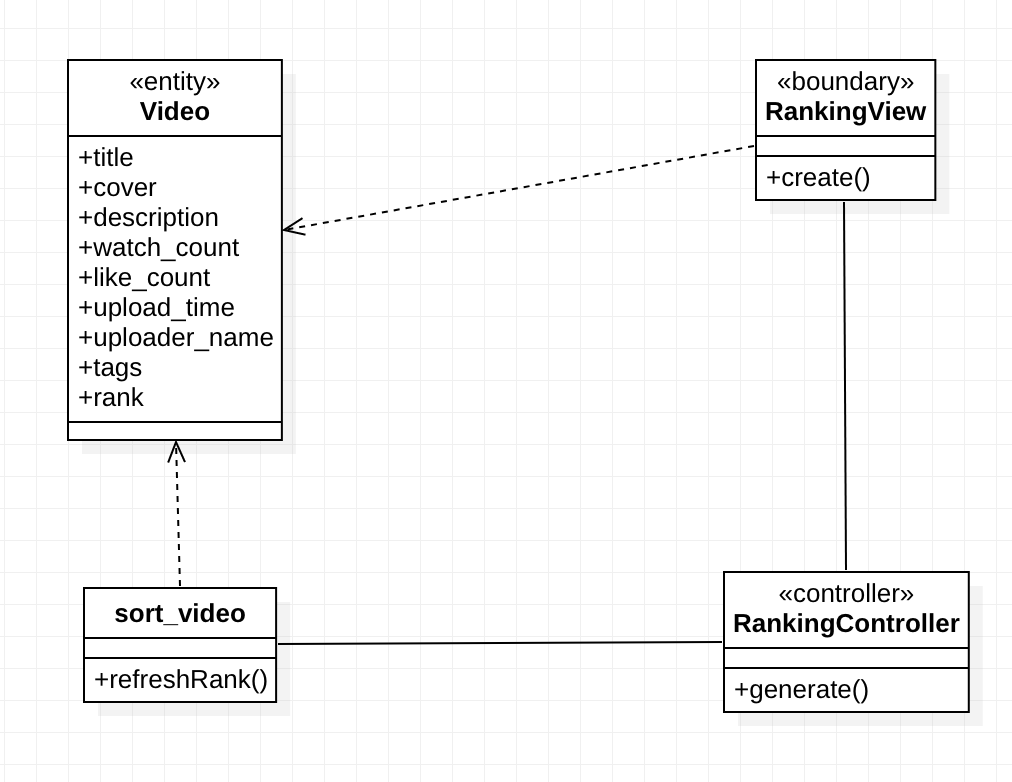 «entity»
Video
+title
+cover
+description
+watch_count
+like_count
+upload_time
+uploader_name
+tags
+rank
«boundary»
RankingView
+create()
sort_video
+refreshRank()
«controller»
RankingController
+generate()